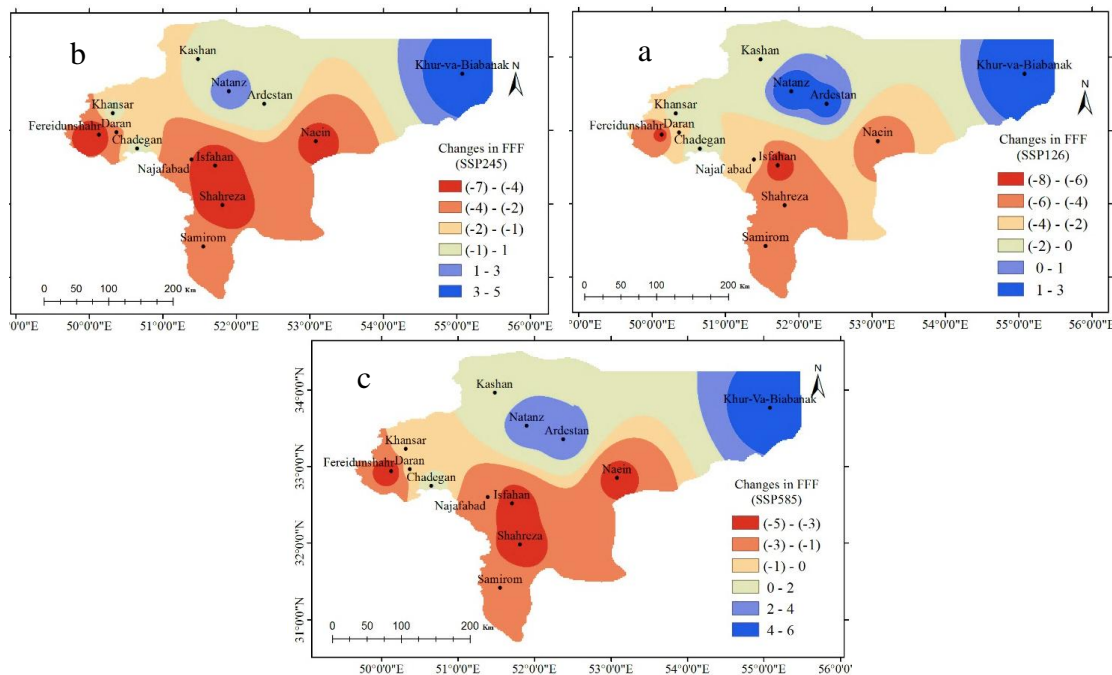 b
Kashan
Khur-va-Biabanak
N
Natanz
Ardestan
Khansar
Daran
Fereidunshahr
Chadegan
Naein
Isfahan
Najafabad
Shahreza
Samirom
Changes in FFF
(SSP245)
(-7) - (-4)
(-4) - (-2)
(-2) - (-1)
(-1) - 1
1 - 3
3 - 5
0 50 100 200 Km
00'0"E 50°0'0"E 51°0'0"E 52°0'0"E 53°0'0"E 54°0'0"E 55°0'0"E 56°0'0"E
a
Kashan
Khur-va-Biabanak
N
Natanz
Ardestan
Khansar
Daran
Fereidunshahr
Chadegan
Naein
Isfahan
Najafabad
Shahreza
Samirom
Changes in FFF
(SSP126)
(-8) - (-6)
(-6) - (-4)
(-4) - (-2)
(-2) - 0
0 - 1
1 - 3
0 50 100 200 Km
50°0'0"E 51°0'0"E 52°0'0"E 53°0'0"E 54°0'0"E 55°0'0"E 56°0'0"E
c
N
34°0'0"N
33°0'0"N
32°0'0"N
31°0'0"N
Kashan
Khur-Va-Biabanak
Natanz
Ardestan
Khansar
Daran
Fereidunshahr
Chadegan
Naein
Isfahan
Najafabad
Shahreza
Samirom
Changes in FFF
(SSP585)
(-5) - (-3)
(-3) - (-1)
(-1) - 0
0 - 2
2 - 4
4 - 6
0 50 100 200 Km
50°0'0"E 51°0'0"E 52°0'0"E 53°0'0"E 54°0'0"E 55°0'0"E 56°0'0"